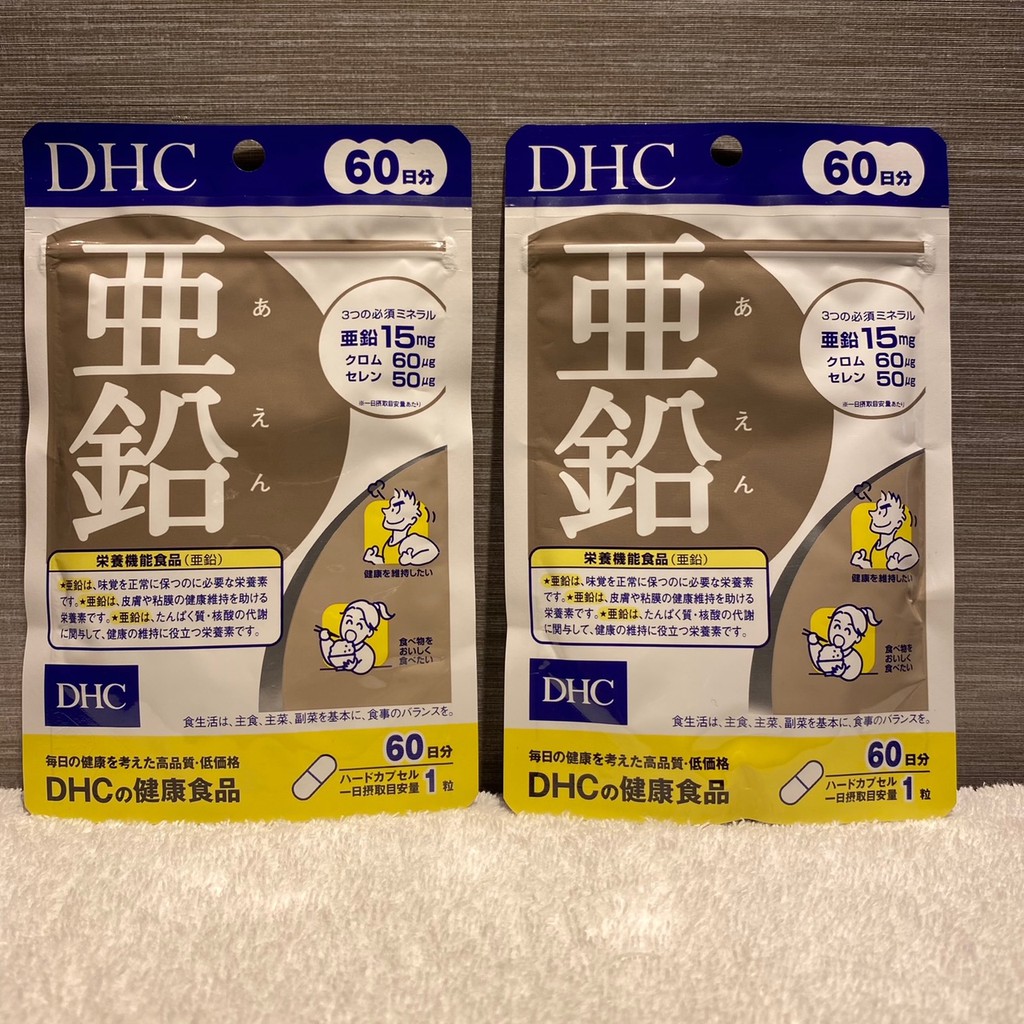 DHC
60日分
亜鉛
あえん
3つの必須ミネラル
亜鉛15mg
クロム 60μg
セレン 50μg
※一日摂取目安量あたり
栄養機能食品(亜鉛)
★亜鉛は、味覚を正常に保つのに必要な栄養素
です。★亜鉛は、皮膚や粘膜の健康維持を助ける
栄養素です。★亜鉛は、たんぱく質・核酸の代謝
に関与して、健康の維持に役立つ栄養素です。
健康を維持したい
食べ物を
おいしく
食べたい
DHC
食生活は、主食、主菜、副菜を基本に、食事のバランスを。
毎日の健康を考えた高品質・低価格
DHCの健康食品
60日分
ハードカプセル
一日摂取目安量 1粒
DHC
60日分
亜鉛
あえん
3つの必須ミネラル
亜鉛15mg
クロム 60μg
セレン 50μg
※一日摂取目安量あたり
栄養機能食品(亜鉛)
★亜鉛は、味覚を正常に保つのに必要な栄養素
です。★亜鉛は、皮膚や粘膜の健康維持を助ける
栄養素です。★亜鉛は、たんぱく質・核酸の代謝
に関与して、健康の維持に役立つ栄養素です。
健康を維持したい
食べ物を
おいしく
食べたい
DHC
食生活は、主食、主菜、副菜を基本に、食事のバランスを。
毎日の健康を考えた高品質・低価格
DHCの健康食品
60日分
ハードカプセル
一日摂取目安量 1粒